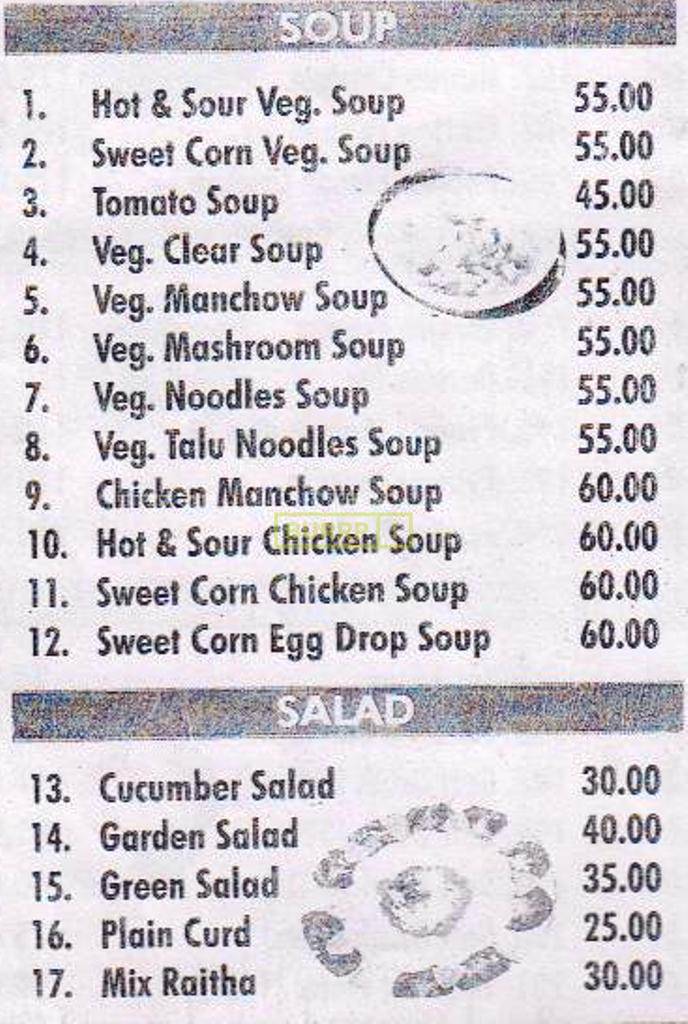 SOUP
1. Hot & Sour Veg. Soup 55.00
2. Sweet Corn Veg. Soup 55.00
3. Tomato Soup 45.00
4. Veg. Clear Soup 55.00
5. Veg. Manchow Soup 55.00
6. Veg. Mashroom Soup 55.00
7. Veg. Noodles Soup 55.00
8. Veg. Talu Noodles Soup 55.00
9. Chicken Manchow Soup 60.00
10. Hot & Sour Chicken Soup 60.00
11. Sweet Corn Chicken Soup 60.00
12. Sweet Corn Egg Drop Soup 60.00
SALAD
13. Cucumber Salad 30.00
14. Garden Salad 40.00
15. Green Salad 35.00
16. Plain Curd 25.00
17. Mix Raitha 30.00